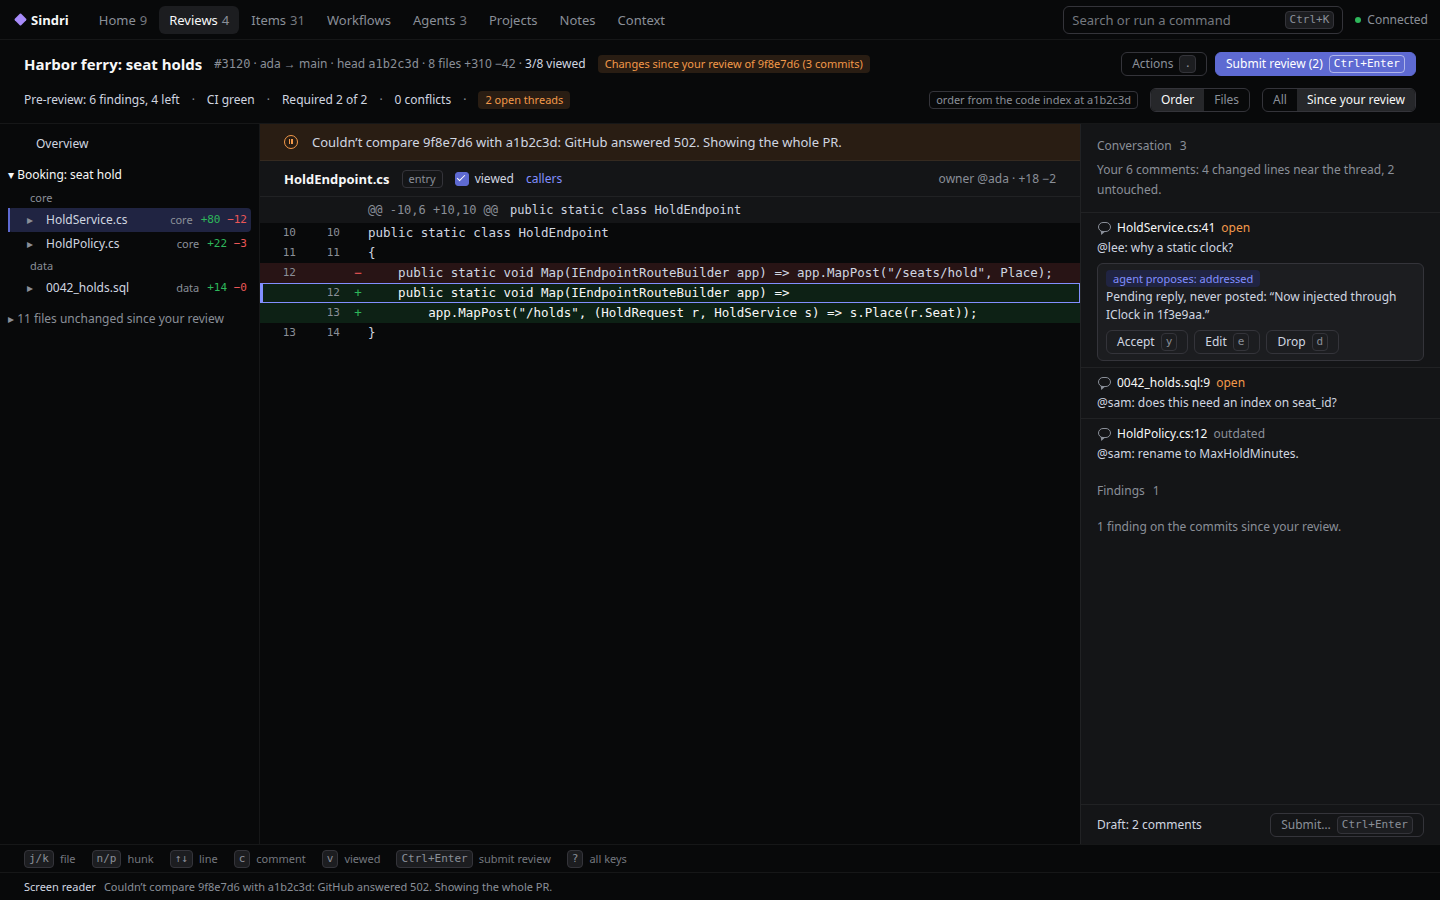 Sindri Home 9 Reviews 4 Items 31 Workflows Agents 3 Projects Notes Context Search or run a command Ctrl+K Connected
Harbor ferry: seat holds #3120 · ada → main · head a1b2c3d · 8 files +310 −42 · 3/8 viewed Changes since your review of 9f8e7d6 (3 commits) Actions . Submit review (2) Ctrl+Enter
Pre-review: 6 findings, 4 left · CI green · Required 2 of 2 · 0 conflicts · 2 open threads order from the code index at a1b2c3d Order Files All Since your review
Overview
▾ Booking: seat hold
core
▸ HoldService.cs core +80 −12
▸ HoldPolicy.cs core +22 −3
data
▸ 0042_holds.sql data +14 −0
▸ 11 files unchanged since your review
Couldn’t compare 9f8e7d6 with a1b2c3d: GitHub answered 502. Showing the whole PR.
HoldEndpoint.cs entry viewed callers owner @ada · +18 −2
@@ -10,6 +10,10 @@ public static class HoldEndpoint
10 10 public static class HoldEndpoint
11 11 {
12 − public static void Map(IEndpointRouteBuilder app) => app.MapPost("/seats/hold", Place);
12 + public static void Map(IEndpointRouteBuilder app) =>
13 + app.MapPost("/holds", (HoldRequest r, HoldService s) => s.Place(r.Seat));
13 14 }
Conversation 3
Your 6 comments: 4 changed lines near the thread, 2
untouched.
HoldService.cs:41 open
@lee: why a static clock?
agent proposes: addressed
Pending reply, never posted: “Now injected through
IClock in 1f3e9aa.”
Accept y Edit e Drop d
0042_holds.sql:9 open
@sam: does this need an index on seat_id?
HoldPolicy.cs:12 outdated
@sam: rename to MaxHoldMinutes.
Findings 1
1 finding on the commits since your review.
Draft: 2 comments Submit... Ctrl+Enter
j/k file n/p hunk ↑↓ line c comment v viewed Ctrl+Enter submit review ? all keys
Screen reader Couldn’t compare 9f8e7d6 with a1b2c3d: GitHub answered 502. Showing the whole PR.